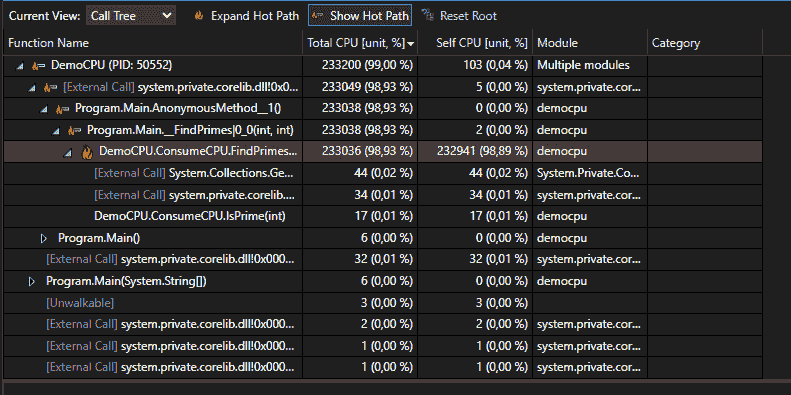 Current View: Call Tree Expand Hot Path Show Hot Path Reset Root
Function Name Total CPU [unit, %] Self CPU [unit, %] Module Category
DemoCPU (PID: 50552) 233200 (99,00 %) 103 (0,04 %) Multiple modules
[External Call] system.private.corelib.dll!0x0... 233049 (98,93 %) 5 (0,00 %) system.private.cor...
Program.Main.AnonymousMethod__1() 233038 (98,93 %) 0 (0,00 %) democpu
Program.Main.__FindPrimes|0_0(int, int) 233038 (98,93 %) 2 (0,00 %) democpu
DemoCPU.ConsumeCPU.FindPrimes... 233036 (98,93 %) 232941 (98,89 %) democpu
[External Call] System.Collections.Ge... 44 (0,02 %) 44 (0,02 %) System.Private.Co...
[External Call] system.private.corelib.... 34 (0,01 %) 34 (0,01 %) system.private.cor...
DemoCPU.ConsumeCPU.IsPrime(int) 17 (0,01 %) 17 (0,01 %) democpu
Program.Main() 6 (0,00 %) 0 (0,00 %) democpu
[External Call] system.private.corelib.dll!0x000... 32 (0,01 %) 32 (0,01 %) system.private.cor...
Program.Main(System.String[]) 6 (0,00 %) 0 (0,00 %) democpu
[Unwalkable] 3 (0,00 %) 3 (0,00 %)
[External Call] system.private.corelib.dll!0x000... 2 (0,00 %) 2 (0,00 %) system.private.cor...
[External Call] system.private.corelib.dll!0x000... 1 (0,00 %) 1 (0,00 %) system.private.cor...
[External Call] system.private.corelib.dll!0x000... 1 (0,00 %) 1 (0,00 %) system.private.cor...